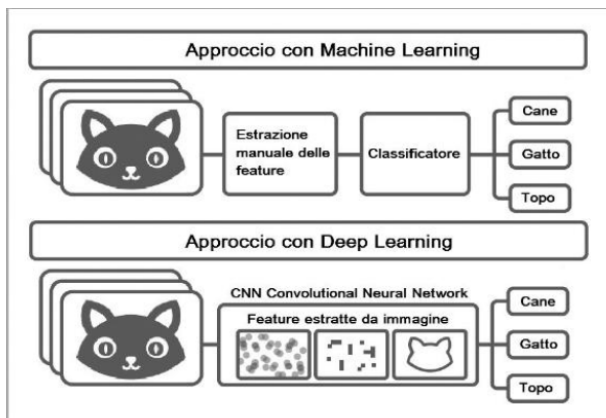 Approccio con Machine Learning
Estrazione
manuale delle
feature
Classificatore
Cane
Gatto
Topo
Approccio con Deep Learning
CNN Convolutional Neural Network
Feature estratte da immagine
Cane
Gatto
Topo